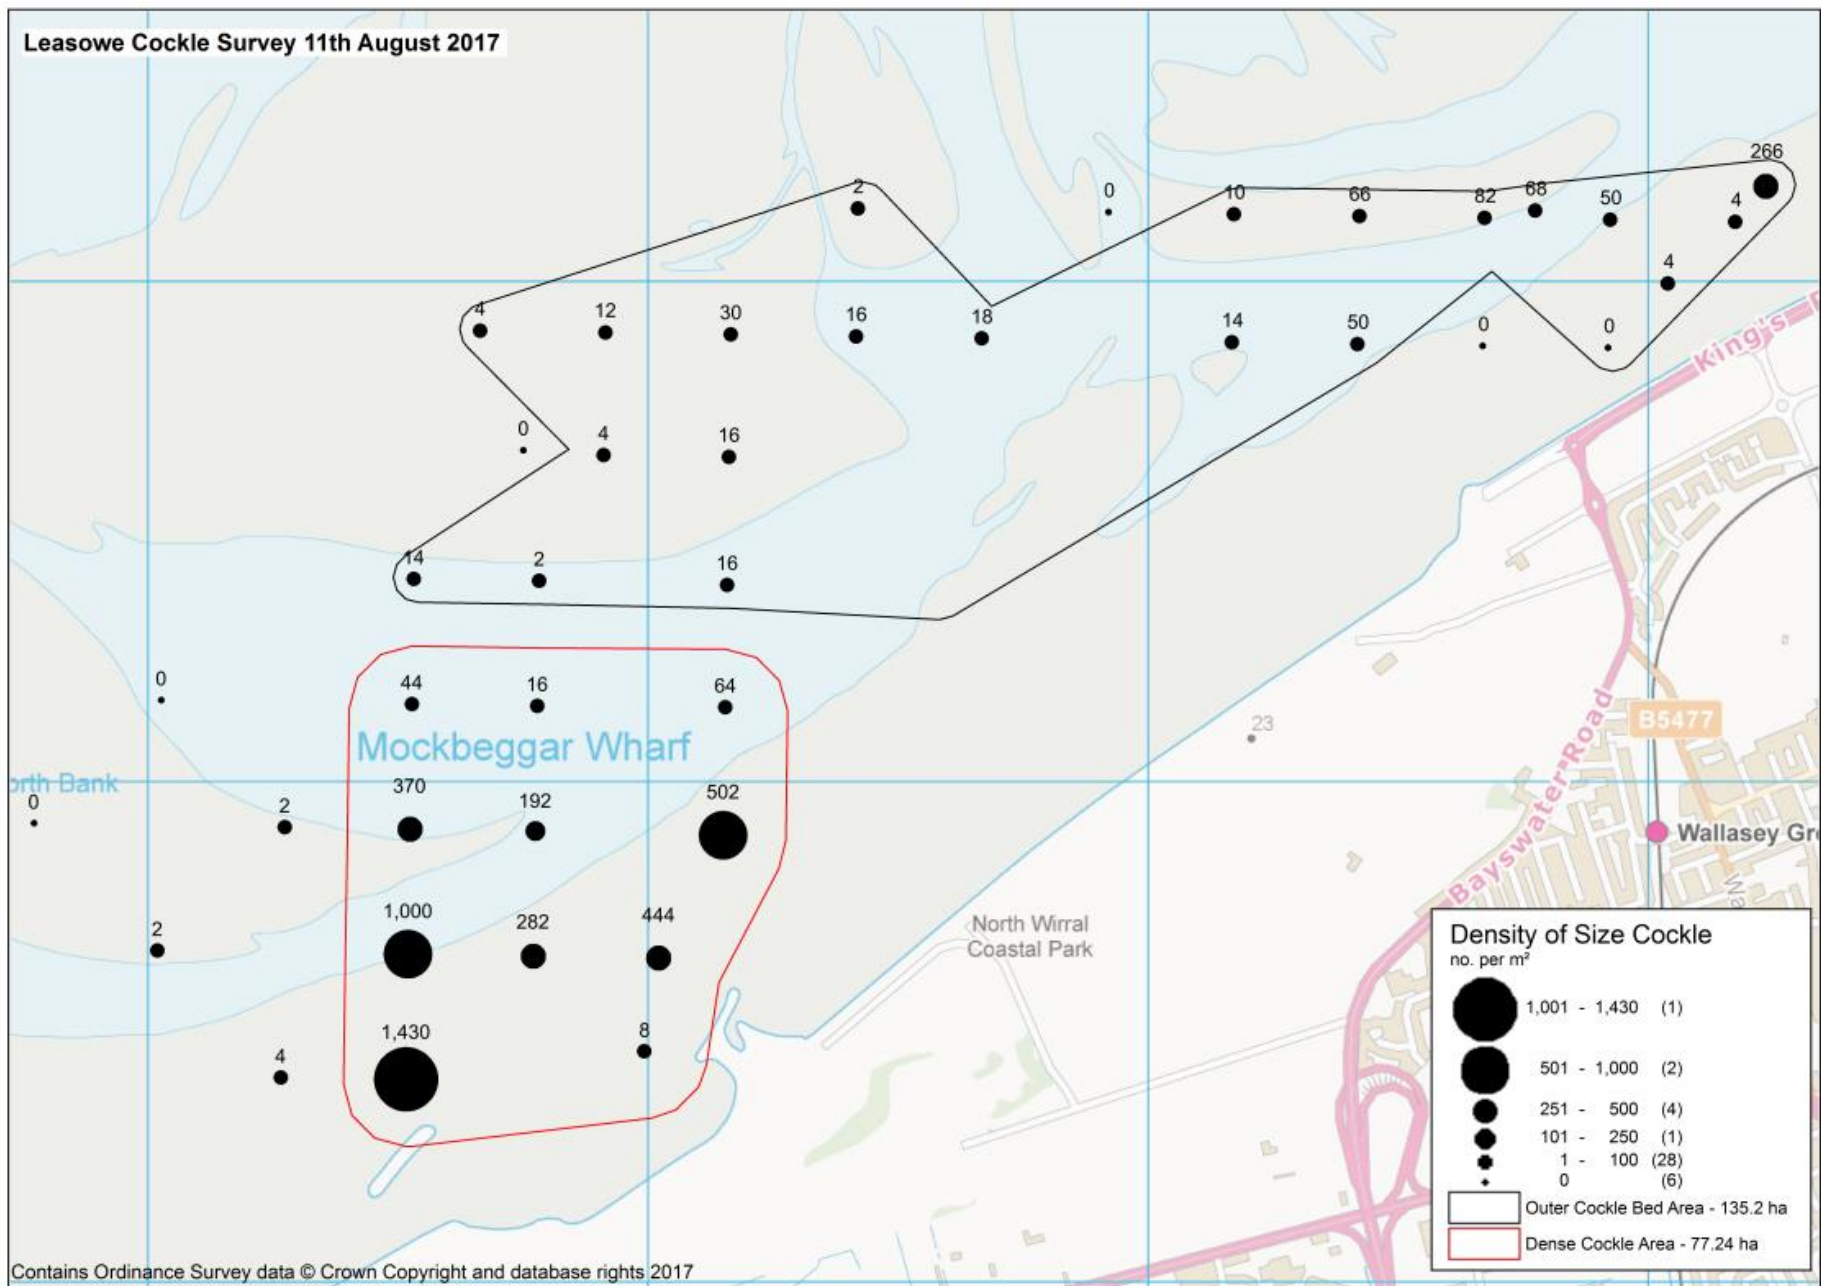 Leasowe Cockle Survey 11th August 2017
266
2
0
10
66
82
68
50
4
4
4
12
30
16
18
14
50
0
0
0
4
16
14
2
16
0
44
16
64
Mockbeggar Wharf
orth Bank
0
2
370
192
502
2
1,000
282
444
4
1,430
8
23
King's
Bayswater Road
B5477
Wallasey Gr
North Wirral
Coastal Park
Density of Size Cockle
no. per m²
1,001 - 1,430 (1)
501 - 1,000 (2)
251 - 500 (4)
101 - 250 (1)
1 - 100 (28)
0 (6)
Outer Cockle Bed Area - 135.2 ha
Dense Cockle Area - 77.24 ha
Contains Ordinance Survey data © Crown Copyright and database rights 2017